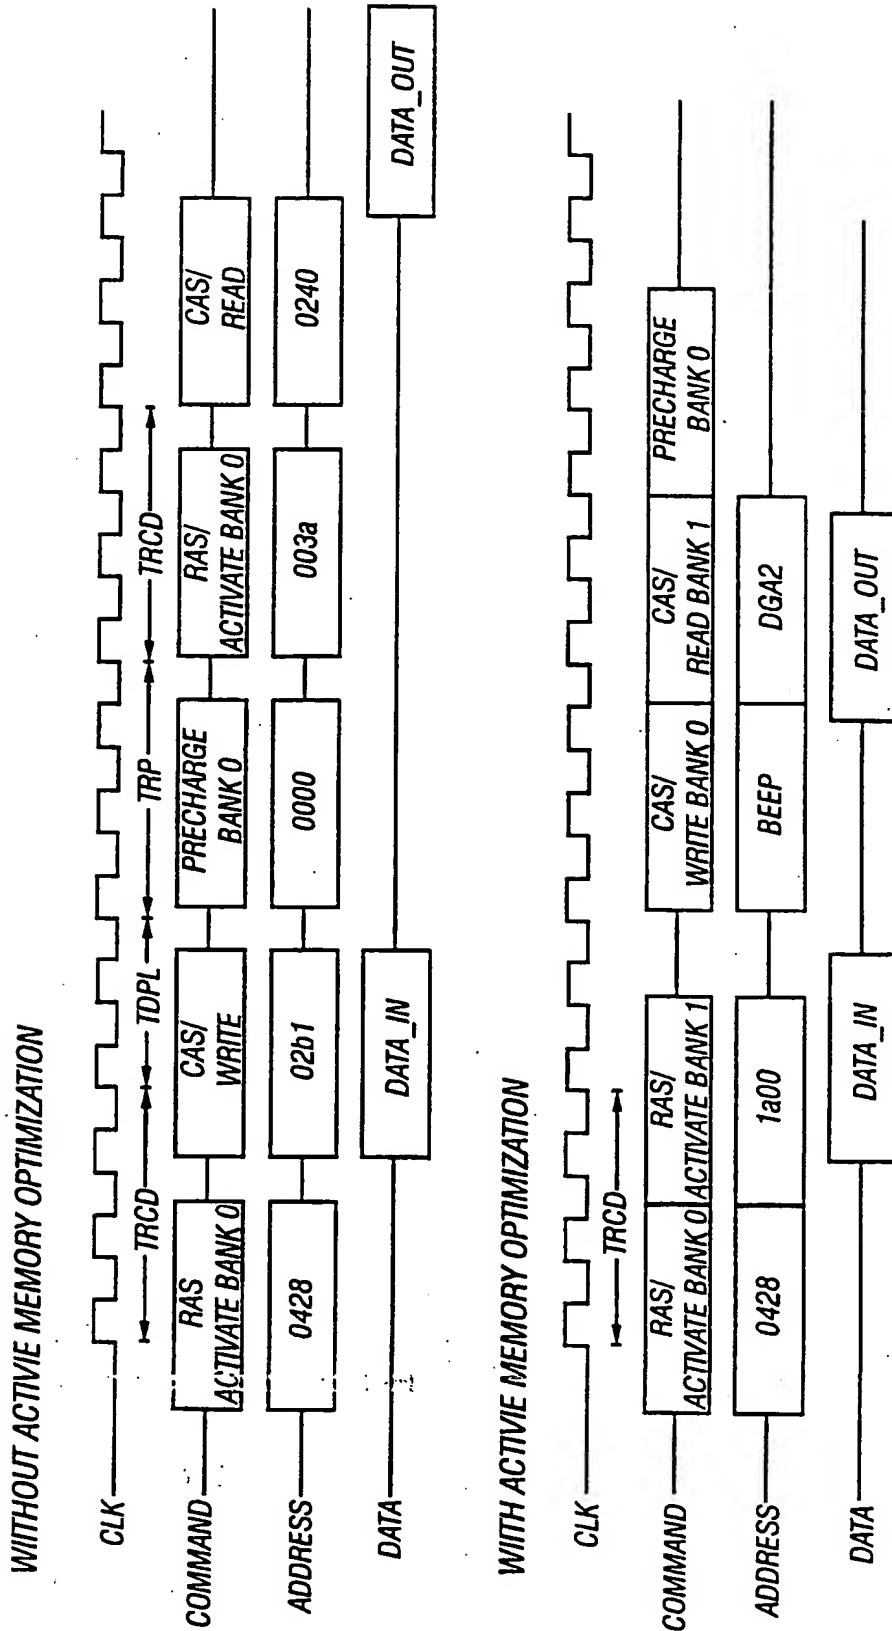 WIITHOUT ACTIVIE MEMORY OPTIMIZATION
CLK
TRCD
TDPL
TRP
TRCD
COMMAND
RAS
ACTIVATE BANK 0
CAS/
WRITE
PRECHARGE
BANK 0
RAS/
ACTIVATE BANK 0
CAS/
READ
ADDRESS
0428
02b1
0000
003a
0240
DATA
DATA_IN
DATA_OUT
WIITH ACTIVIE MEMORY OPTIMIZATION
CLK
TRCD
COMMAND
RAS/
ACTIVATE BANK 0
RAS/
ACTIVATE BANK 1
CAS/
WRITE BANK 0
CAS/
READ BANK 1
PRECHARGE
BANK 0
ADDRESS
0428
1a00
BEEP
DGA2
DATA
DATA_IN
DATA_OUT